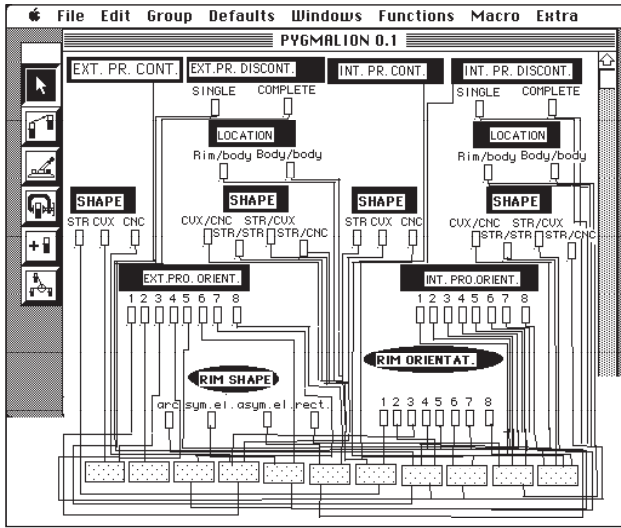 File Edit Group Defaults Windows Functions Macro Extra
PYGMALION 0.1
EXT. PR. CONT. EXT.PR. DISCONT. INT. PR. CONT. INT. PR. DISCONT.
SINGLE COMPLETE SINGLE COMPLETE
LOCATION LOCATION
Rim/body Body/body Rim/body Body/body
SHAPE SHAPE SHAPE SHAPE
STR CVX CNC CVX/CNC STR/CVX STR CVX CNC CVX/CNC STR/CVX
STR/STR STR/CNC STR/STR STR/CNC
EXT.PRO.ORIENT. INT. PRO.ORIENT.
1 2 3 4 5 6 7 8 1 2 3 4 5 6 7 8
RIM SHAPE RIM ORIENTAT.
arc sym.el. asym.el. rect. 1 2 3 4 5 6 7 8